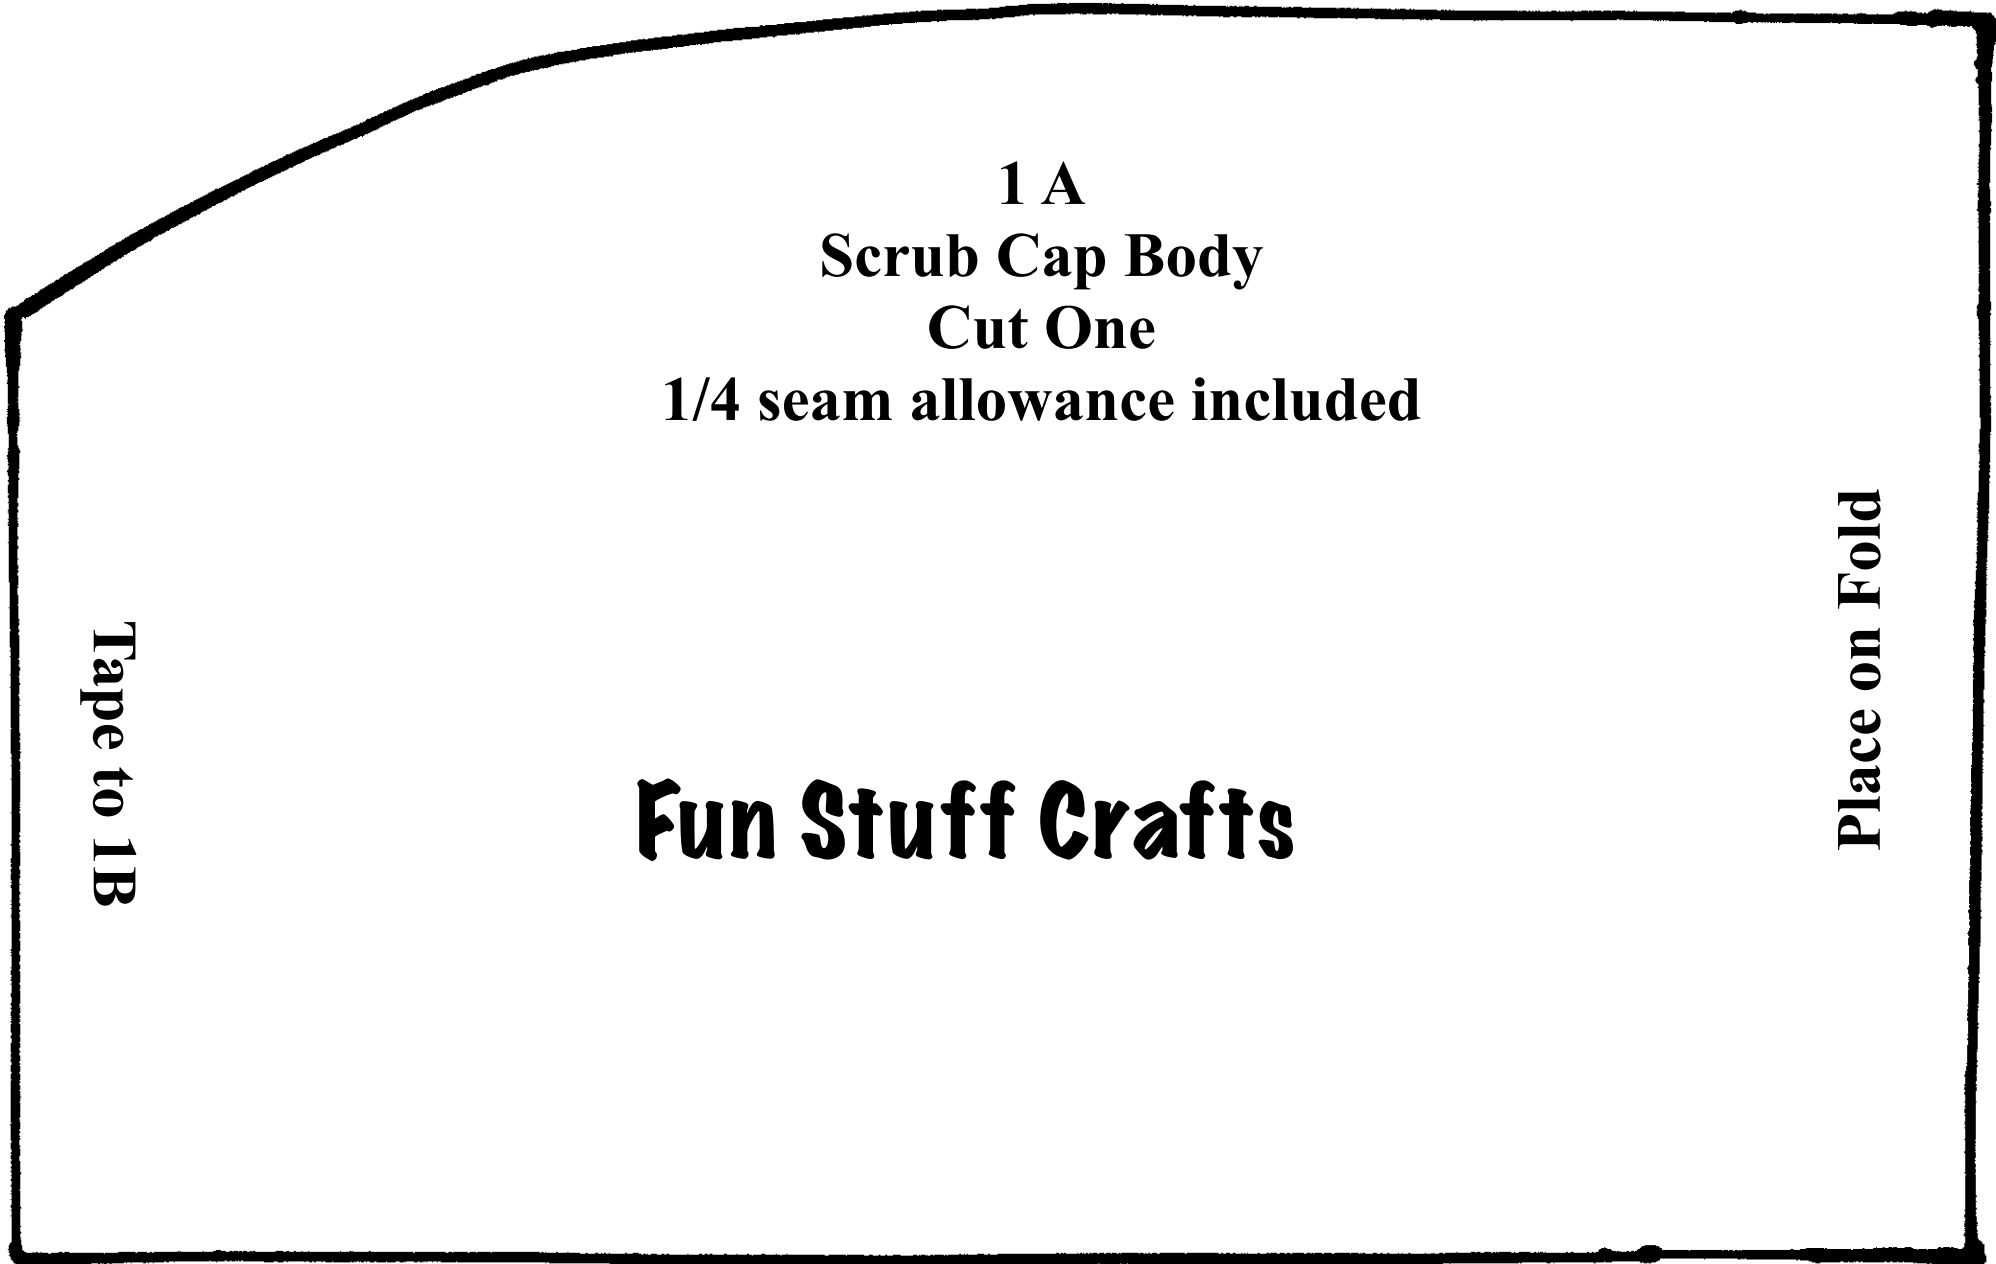 1 A
Scrub Cap Body
Cut One
1/4 seam allowance included
Place on Fold
Tape to 1B
Fun Stuff Crafts